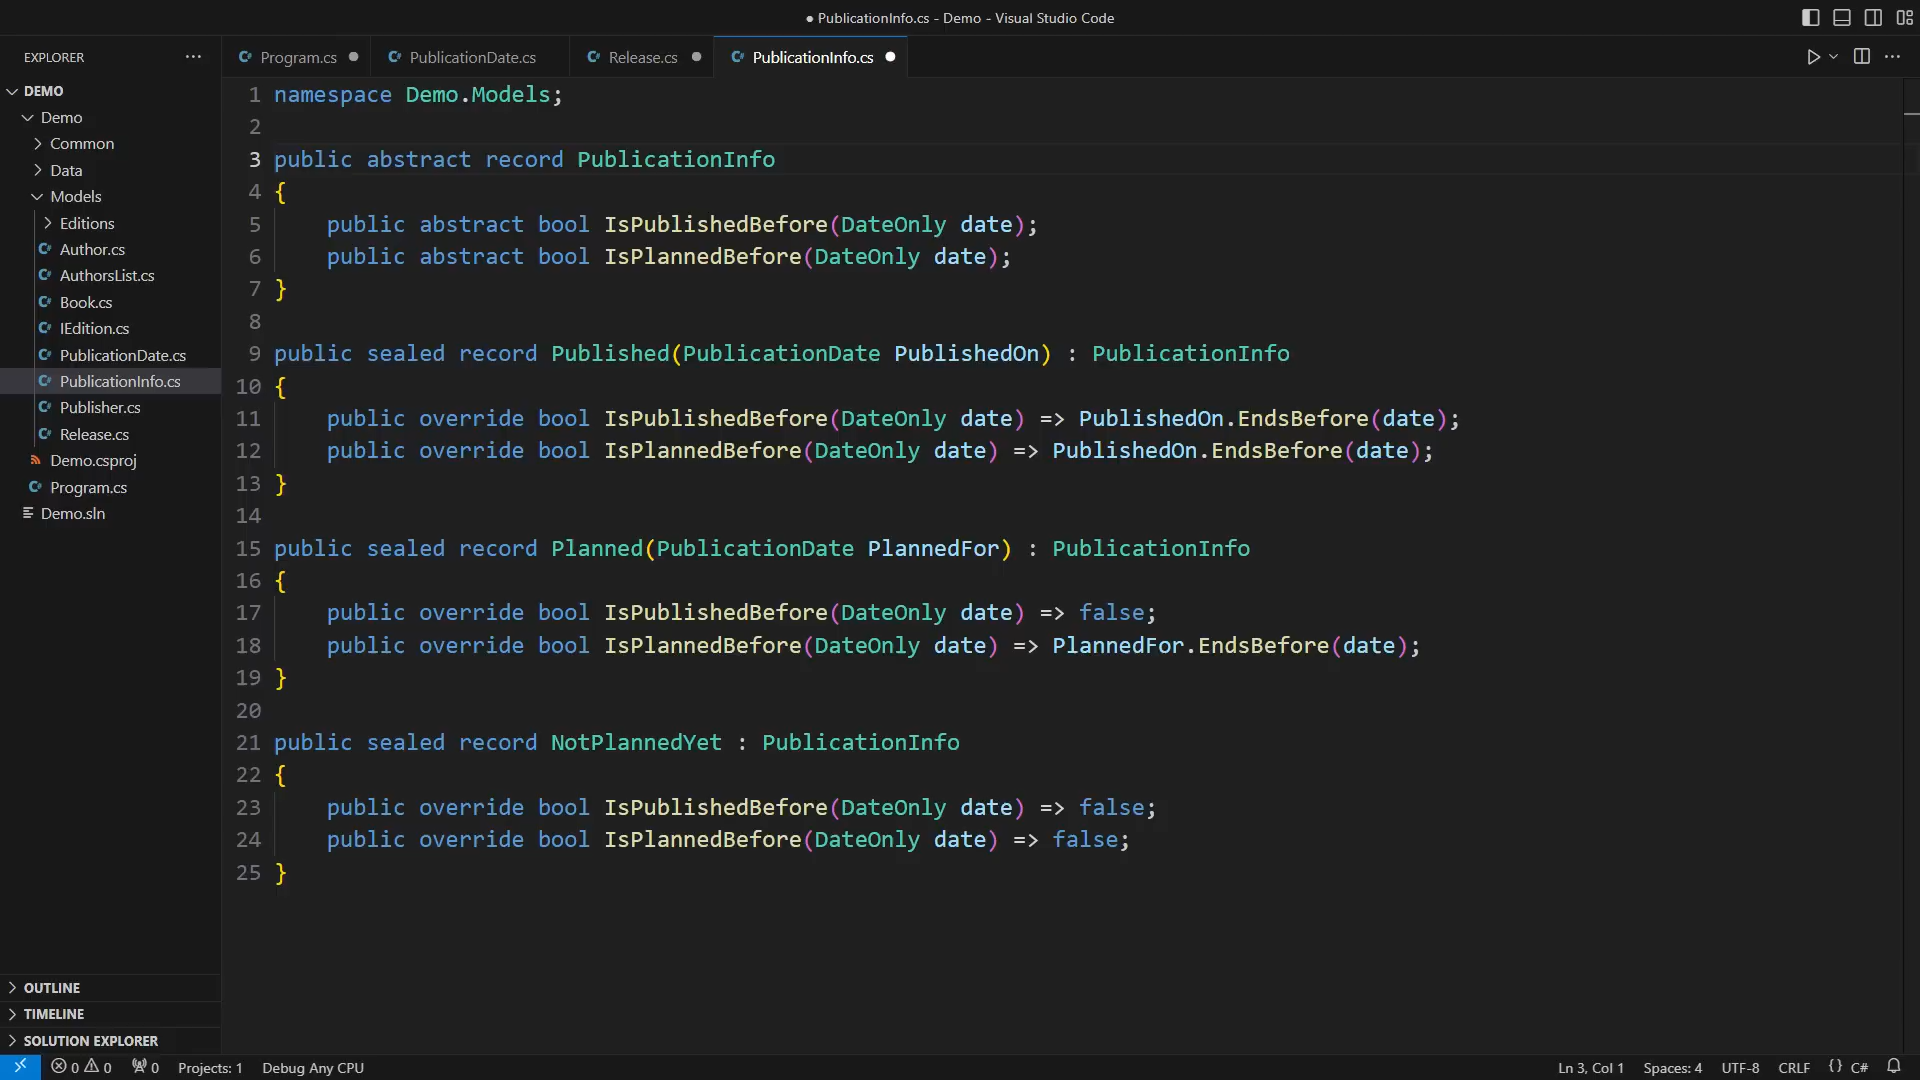 ● PublicationInfo.cs - Demo - Visual Studio Code
EXPLORER
Program.cs
PublicationDate.cs
Release.cs
PublicationInfo.cs
DEMO
Demo
Common
Data
Models
Editions
C# Author.cs
C# AuthorsList.cs
C# Book.cs
C# IEdition.cs
C# PublicationDate.cs
C# PublicationInfo.cs
C# Publisher.cs
C# Release.cs
Demo.csproj
C# Program.cs
Demo.sln
OUTLINE
TIMELINE
SOLUTION EXPLORER
1 namespace Demo.Models;
2
3 public abstract record PublicationInfo
4 {
5     public abstract bool IsPublishedBefore(DateOnly date);
6     public abstract bool IsPlannedBefore(DateOnly date);
7 }
8
9 public sealed record Published(PublicationDate PublishedOn) : PublicationInfo
10 {
11     public override bool IsPublishedBefore(DateOnly date) => PublishedOn.EndsBefore(date);
12     public override bool IsPlannedBefore(DateOnly date) => PublishedOn.EndsBefore(date);
13 }
14
15 public sealed record Planned(PublicationDate PlannedFor) : PublicationInfo
16 {
17     public override bool IsPublishedBefore(DateOnly date) => false;
18     public override bool IsPlannedBefore(DateOnly date) => PlannedFor.EndsBefore(date);
19 }
20
21 public sealed record NotPlannedYet : PublicationInfo
22 {
23     public override bool IsPublishedBefore(DateOnly date) => false;
24     public override bool IsPlannedBefore(DateOnly date) => false;
25 }
0 0 0 Projects: 1 Debug Any CPU Ln 3, Col 1 Spaces: 4 UTF-8 CRLF {} C#